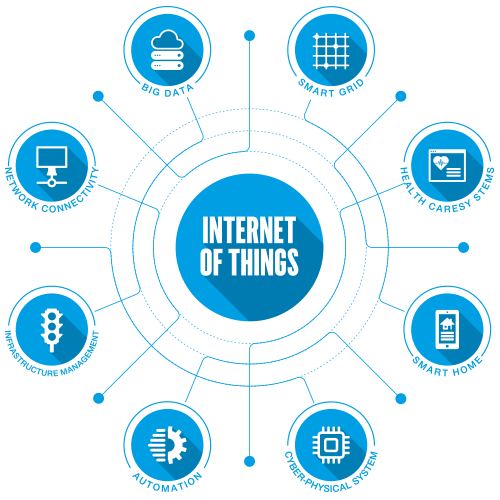 BIG DATA
SMART GRID
NETWORK CONNECTIVITY
HEALTH CARESY STEMS
INTERNET
OF THINGS
INFRASTRUCTURE MANAGEMENT
SMART HOME
AUTOMATION
CYBER-PHYSICAL SYSTEM